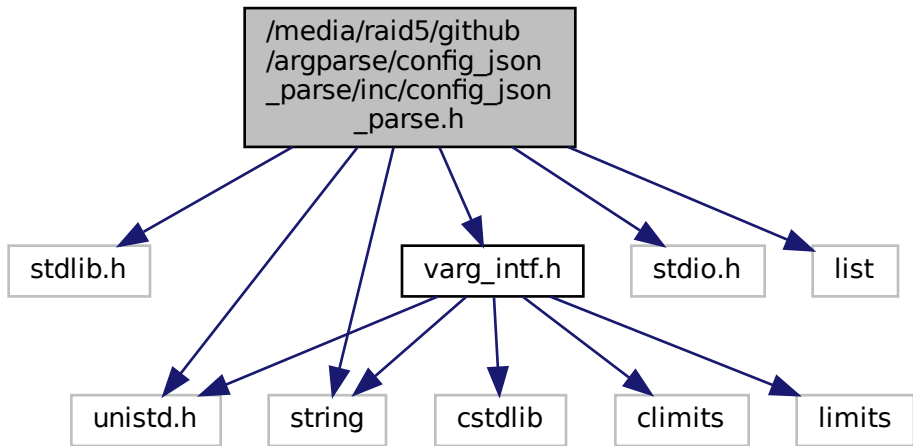 /media/raid5/github
/argparse/config_json
_parse/inc/config_json
_parse.h
stdlib.h
varg_intf.h
stdio.h
list
unistd.h
string
cstdlib
climits
limits